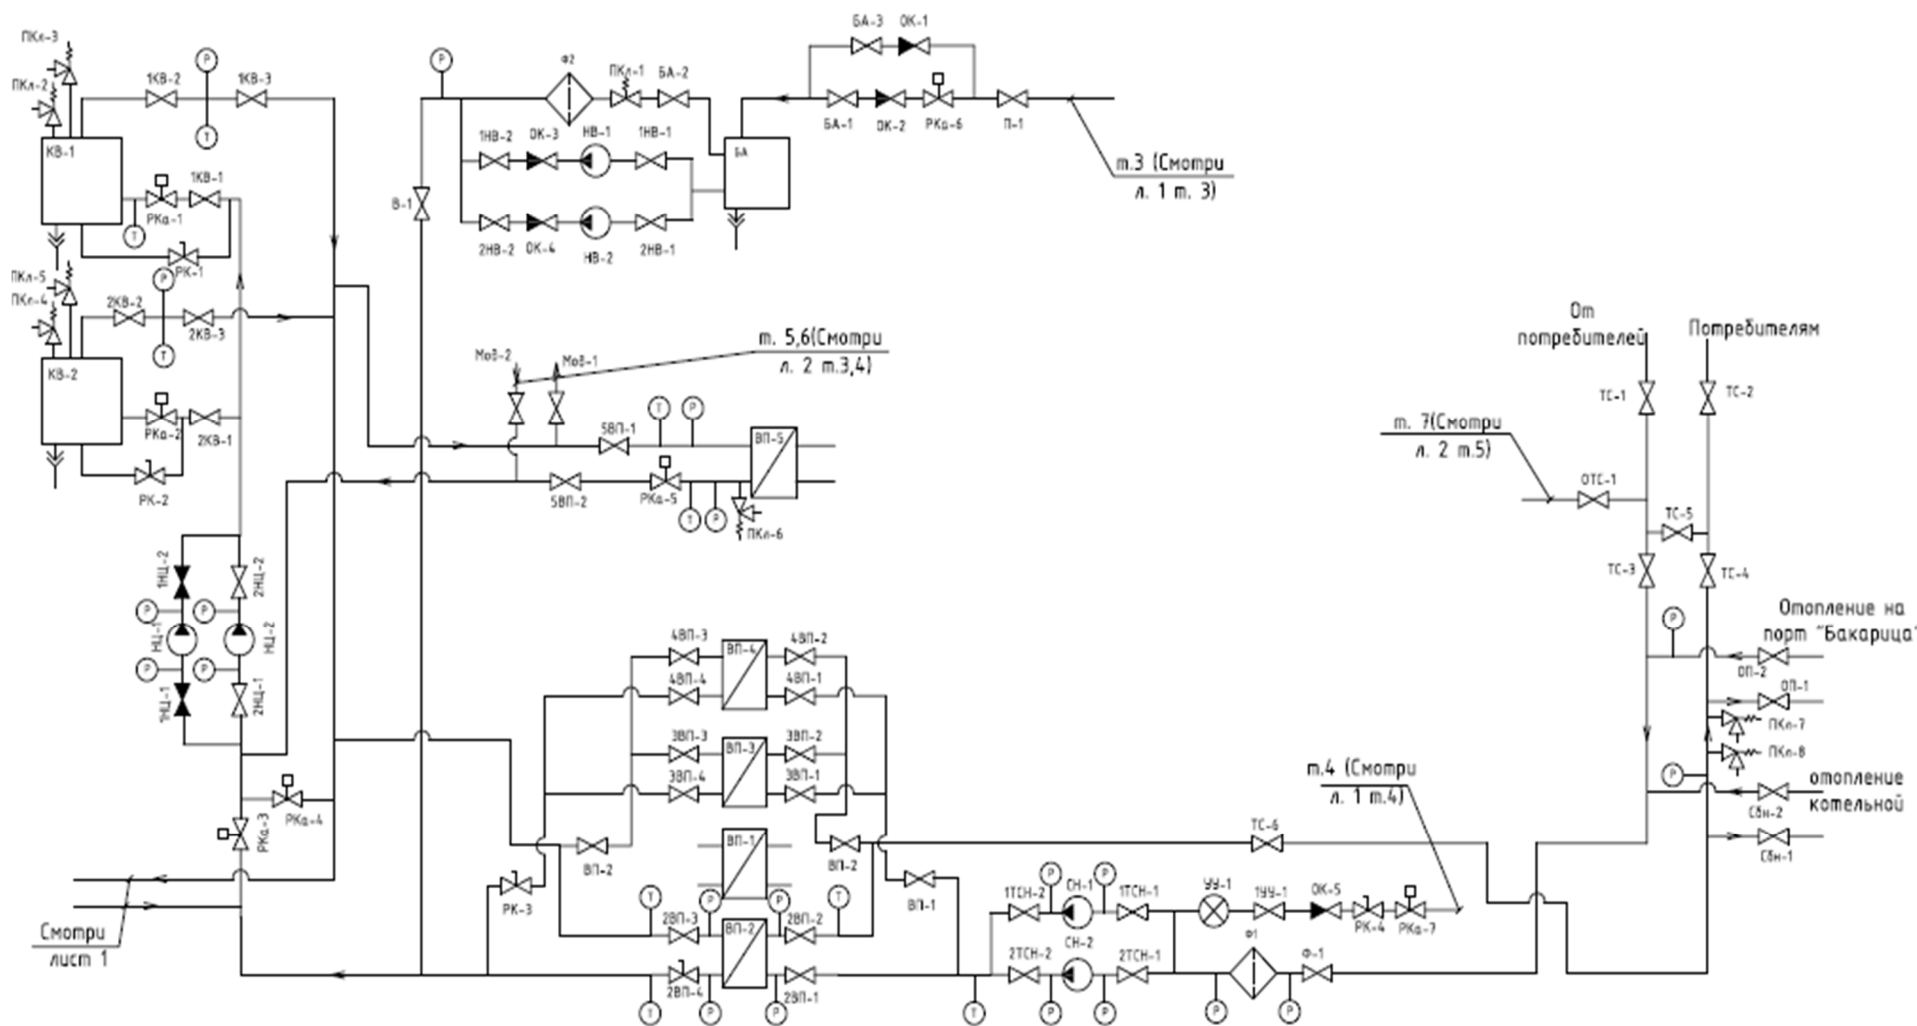 ПКл-3
ПКл-2
1КВ-2
Р
1КВ-3
Т
КВ-1
1КВ-1
РКа-1
Т
РК-1
ПКл-5
ПКл-4
Р
2КВ-2
2КВ-3
Т
КВ-2
РКа-2
2КВ-1
РК-2
Р
Ф2
ПКл-1
БА-2
БА-3
ОК-1
БА-1
ОК-2
РКа-6
П-1
1НВ-2
ОК-3
НВ-1
1НВ-1
БА
В-1
2НВ-2
ОК-4
НВ-2
2НВ-1
т.3 (Смотри
л. 1 т. 3)
Мов-2
Мов-1
т. 5,6(Смотри
л. 2 т.3,4)
5ВП-1
Т
Р
ВП-5
5ВП-2
РКа-5
Т
Р
ПКл-6
От
потребителей
Потребителям
ТС-1
ТС-2
т. 7(Смотри
л. 2 т.5)
ОТС-1
ТС-5
ТС-3
ТС-4
Р
Отопление на
порт "Бакарица"
ОП-2
ОП-1
ПКл-7
ПКл-8
Р
отопление
котельной
Сбн-2
Сбн-1
1НЦ-2
2НЦ-2
Р
Р
НЦ-1
НЦ-2
Р
Р
1НЦ-1
2НЦ-1
РКа-4
РКа-3
4ВП-3
ВП-4
4ВП-2
4ВП-4
4ВП-1
3ВП-3
ВП-3
3ВП-2
3ВП-4
3ВП-1
ВП-2
ВП-1
ВП-2
РК-3
ВП-1
т.4 (Смотри
л. 1 т.4)
ТС-6
Т
2ВП-3
Р
ВП-2
Р
2ВП-2
Т
Т
2ВП-4
Р
Р
2ВП-1
Т
1ТСН-2
Р
СН-1
Р
1ТСН-1
УУ-1
1УУ-1
ОК-5
РК-4
РКа-7
2ТСН-2
СН-2
2ТСН-1
Ф1
Ф-1
Р
Р
Р
Р
Смотри
лист 1